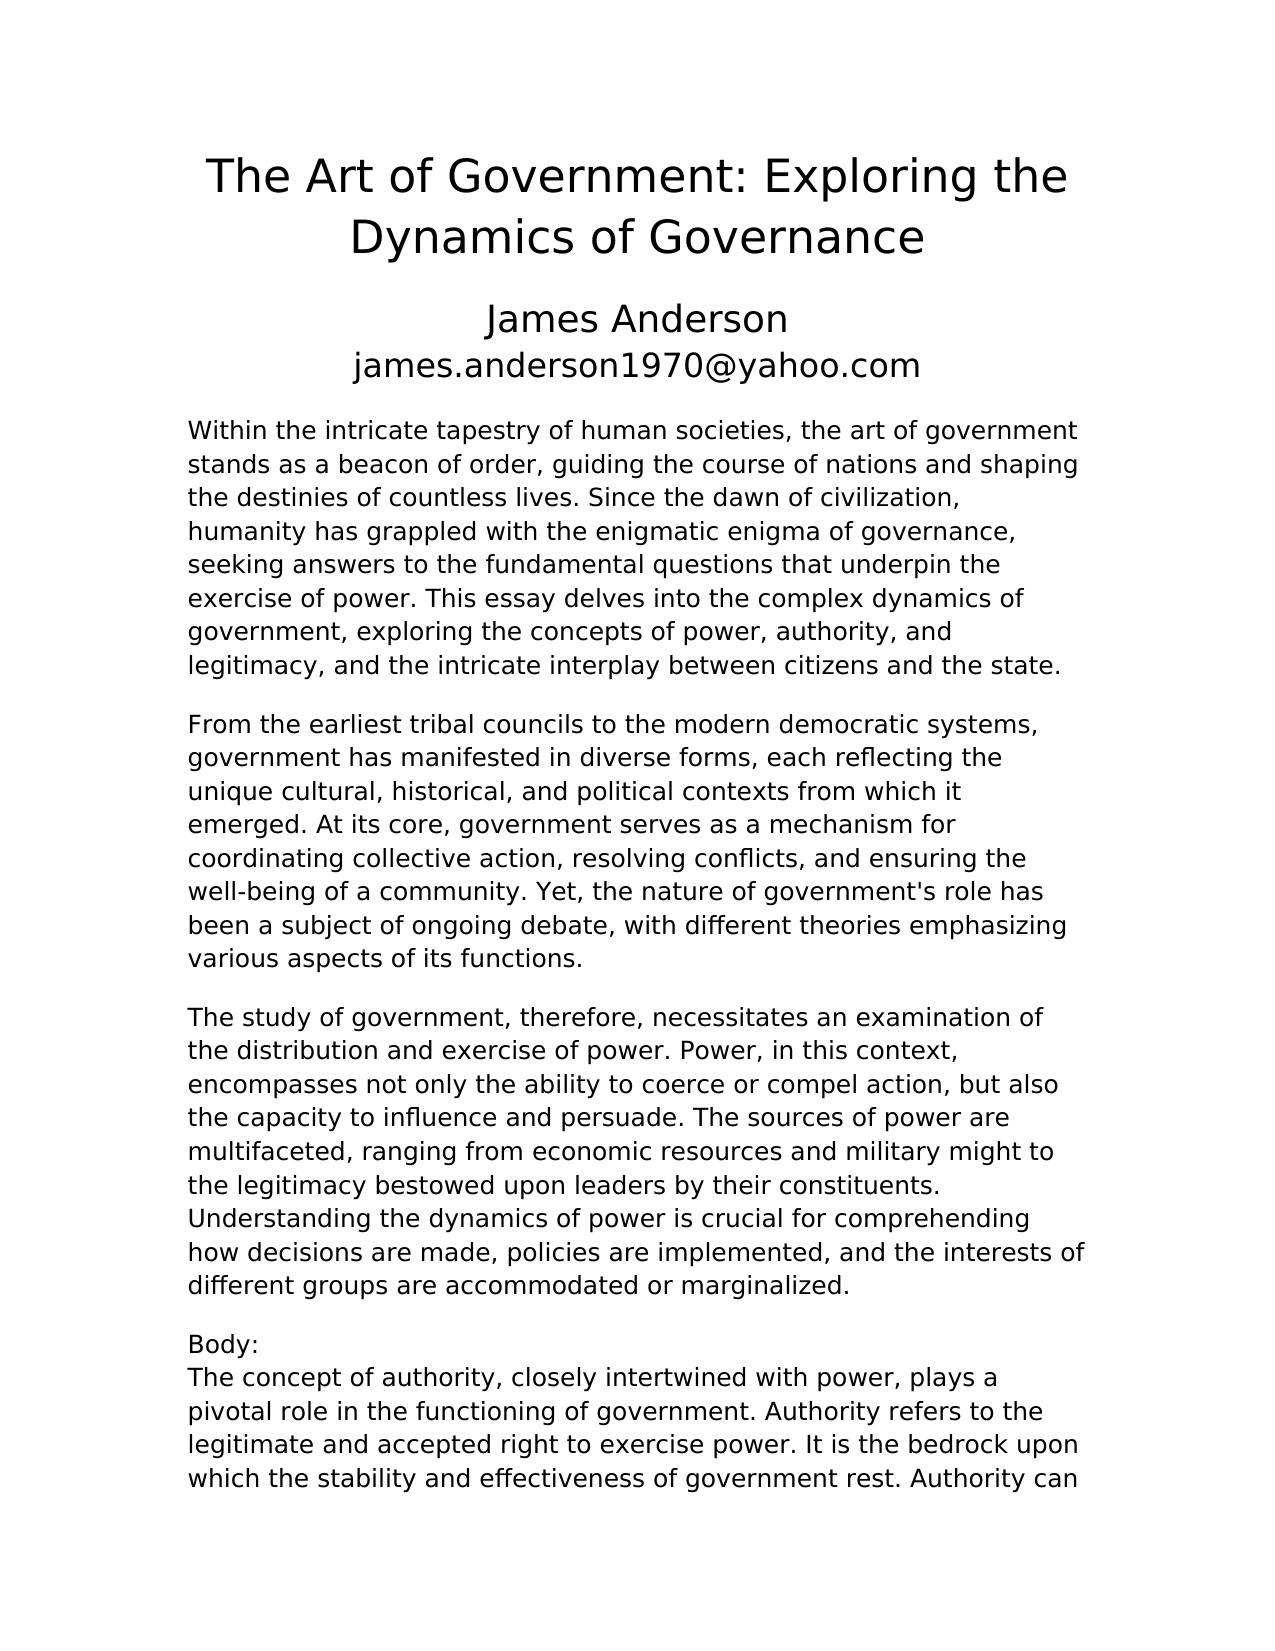 The Art of Government: Exploring the
Dynamics of Governance
James Anderson
james.anderson1970@yahoo.com
Within the intricate tapestry of human societies, the art of government
stands as a beacon of order, guiding the course of nations and shaping
the destinies of countless lives. Since the dawn of civilization,
humanity has grappled with the enigmatic enigma of governance,
seeking answers to the fundamental questions that underpin the
exercise of power. This essay delves into the complex dynamics of
government, exploring the concepts of power, authority, and
legitimacy, and the intricate interplay between citizens and the state.
From the earliest tribal councils to the modern democratic systems,
government has manifested in diverse forms, each reflecting the
unique cultural, historical, and political contexts from which it
emerged. At its core, government serves as a mechanism for
coordinating collective action, resolving conflicts, and ensuring the
well-being of a community. Yet, the nature of government's role has
been a subject of ongoing debate, with different theories emphasizing
various aspects of its functions.
The study of government, therefore, necessitates an examination of
the distribution and exercise of power. Power, in this context,
encompasses not only the ability to coerce or compel action, but also
the capacity to influence and persuade. The sources of power are
multifaceted, ranging from economic resources and military might to
the legitimacy bestowed upon leaders by their constituents.
Understanding the dynamics of power is crucial for comprehending
how decisions are made, policies are implemented, and the interests of
different groups are accommodated or marginalized.
Body:
The concept of authority, closely intertwined with power, plays a
pivotal role in the functioning of government. Authority refers to the
legitimate and accepted right to exercise power. It is the bedrock upon
which the stability and effectiveness of government rest. Authority can